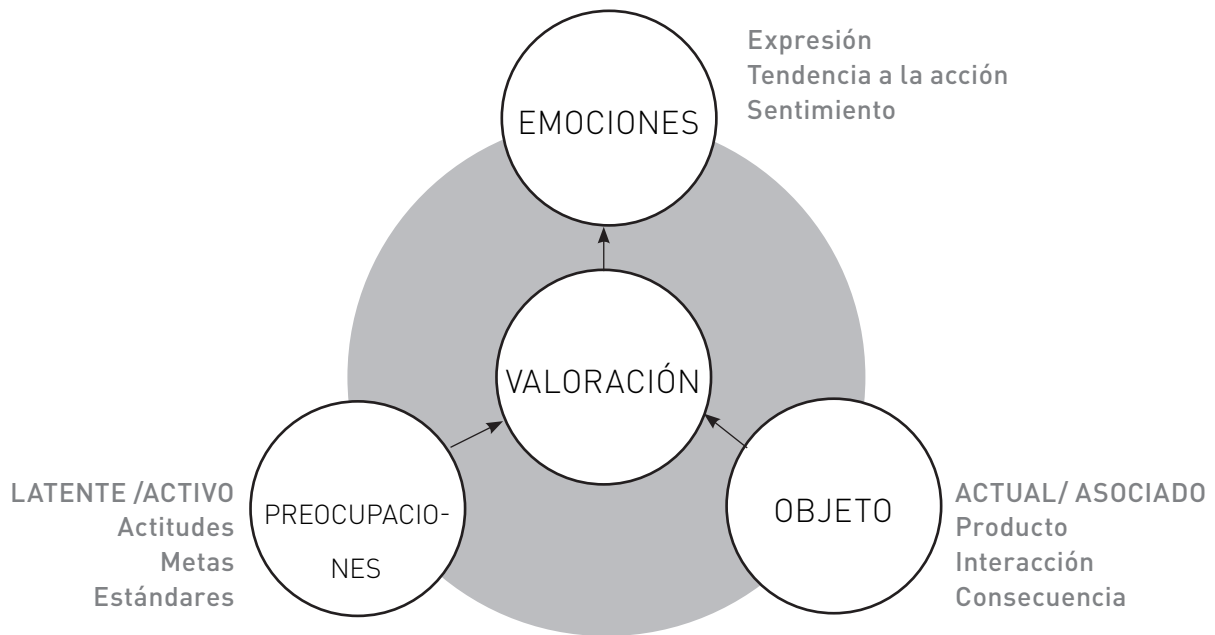 Expresión
Tendencia a la acción
Sentimiento
EMOCIONES
VALORACIÓN
LATENTE /ACTIVO
Actitudes
Metas
Estándares
PREOCUPACIO-
NES
OBJETO
ACTUAL/ ASOCIADO
Producto
Interacción
Consecuencia